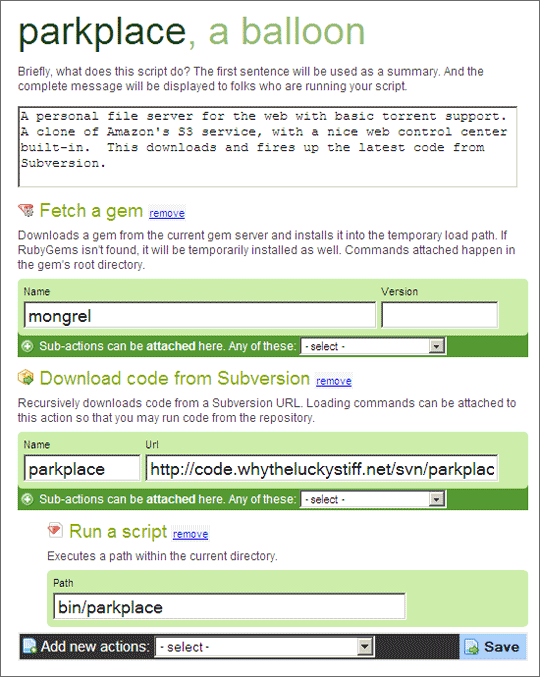 parkplace, a balloon
Briefly, what does this script do? The first sentence will be used as a summary. And the
complete message will be displayed to folks who are running your script.
A personal file server for the web with basic torrent support.
A clone of Amazon's S3 service, with a nice web control center
built-in.  This downloads and fires up the latest code from
Subversion.
Fetch a gem remove
Downloads a gem from the current gem server and installs it into the temporary load path. If
RubyGems isn't found, it will be temporarily installed as well. Commands attached happen in
the gem's root directory.
Name Version
mongrel
Sub-actions can be attached here. Any of these: - select -
Download code from Subversion remove
Recursively downloads code from a Subversion URL. Loading commands can be attached to
this action so that you may run code from the repository.
Name Url
parkplace http://code.whytheluckystiff.net/svn/parkplac
Sub-actions can be attached here. Any of these: - select -
Run a script remove
Executes a path within the current directory.
Path
bin/parkplace
Add new actions: - select - Save